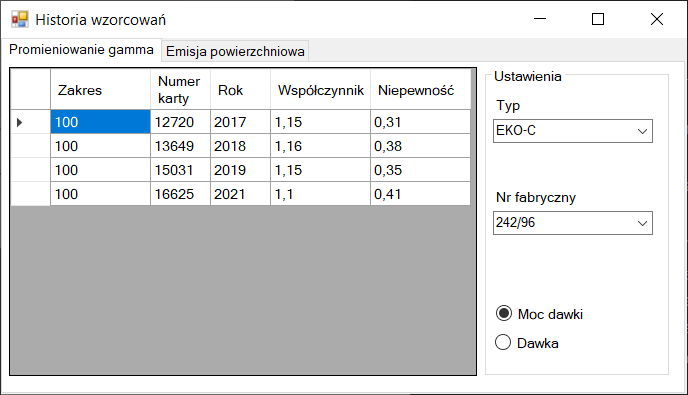 Historia wzorcowań
Promieniowanie gamma Emisja powierzchniowa
Zakres Numer karty Rok Współczynnik Niepewność
100 12720 2017 1,15 0,31
100 13649 2018 1,16 0,38
100 15031 2019 1,15 0,35
100 16625 2021 1,1 0,41
Ustawienia
Typ
EKO-C
Nr fabryczny
242/96
Moc dawki
Dawka